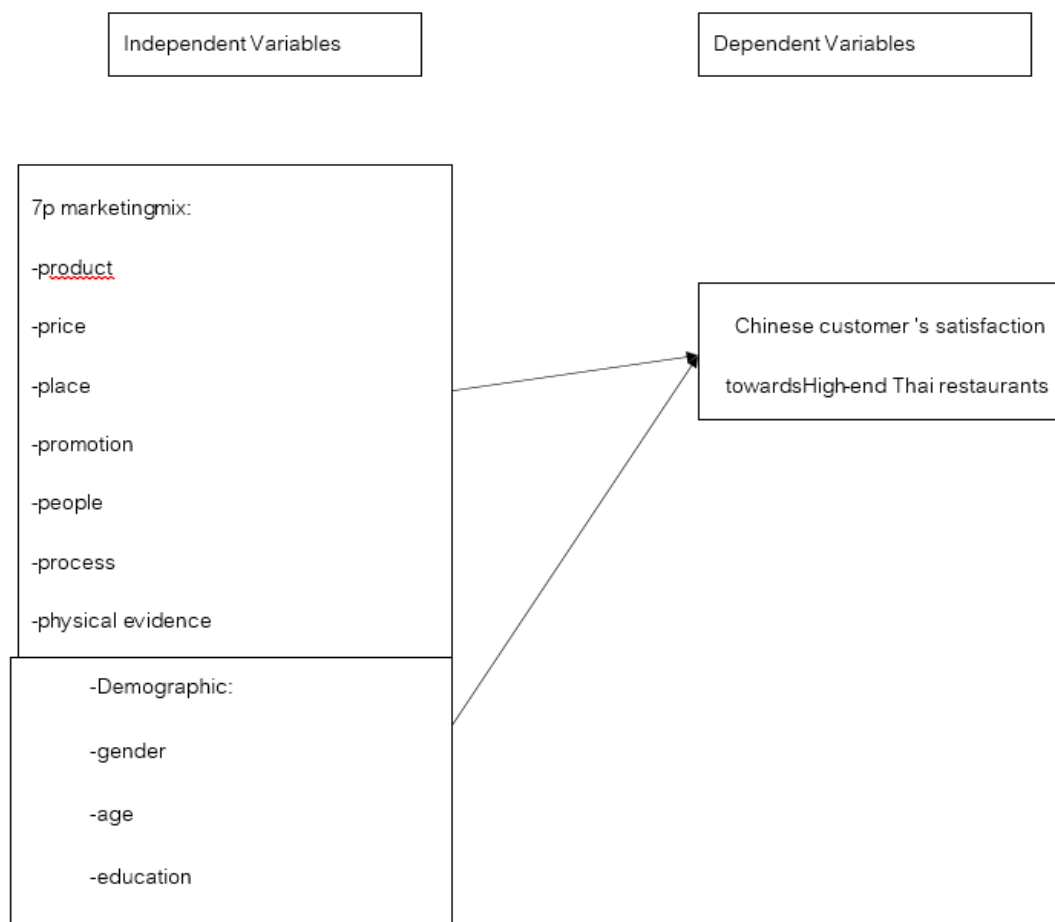 Independent Variables
Dependent Variables
7p marketingmix:
-product
-price
-place
-promotion
-people
-process
-physical evidence
-Demographic:
-gender
-age
-education
Chinese customer 's satisfaction
towardsHigh-end Thai restaurants